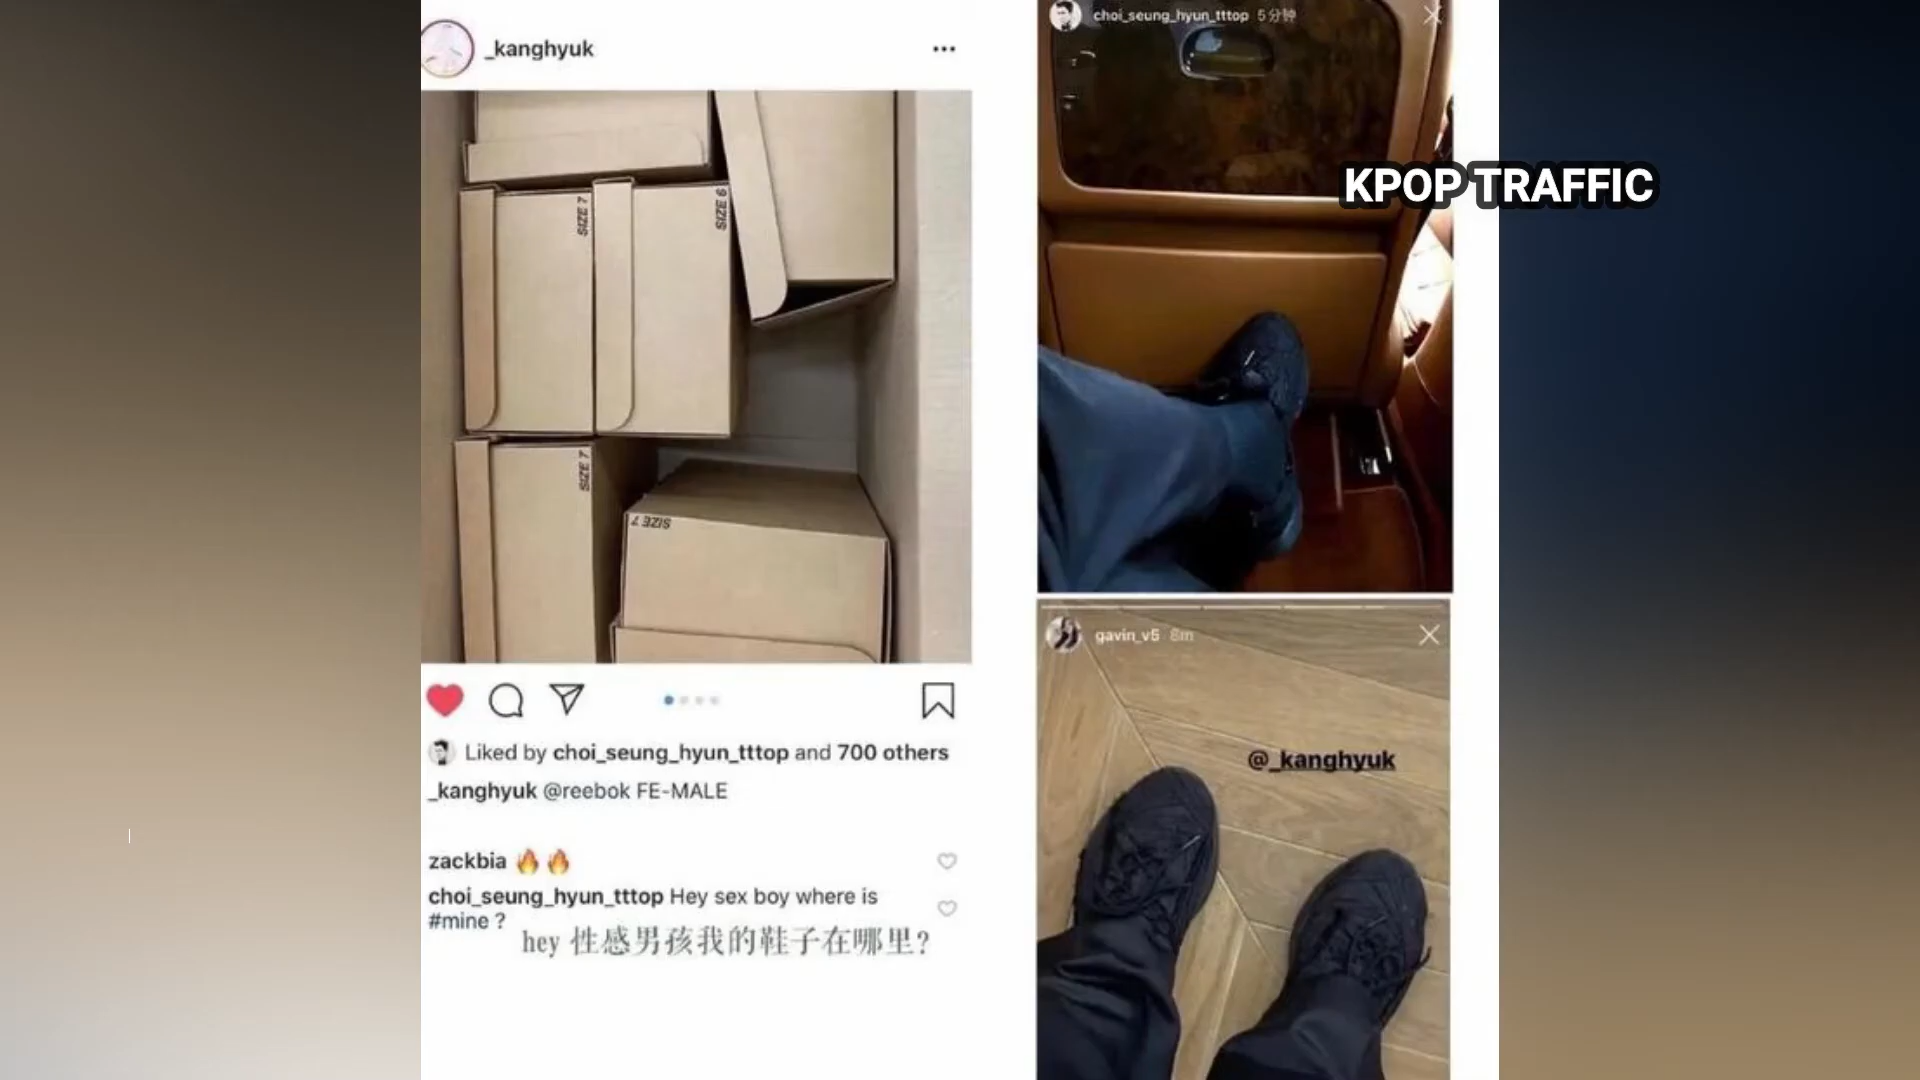 _kanghyuk
SIZE 7
SIZE 6
SIZE 7
SIZE 7
Liked by choi_seung_hyun_tttop and 700 others
_kanghyuk @reebok FE-MALE
zackbia 🔥🔥
choi_seung_hyun_tttop Hey sex boy where is
#mine ?
hey 性感男孩我的鞋子在哪里?
choi_seung_hyun_tttop 5分钟
KPOP TRAFFIC
gavin_v5 8m
@_kanghyuk